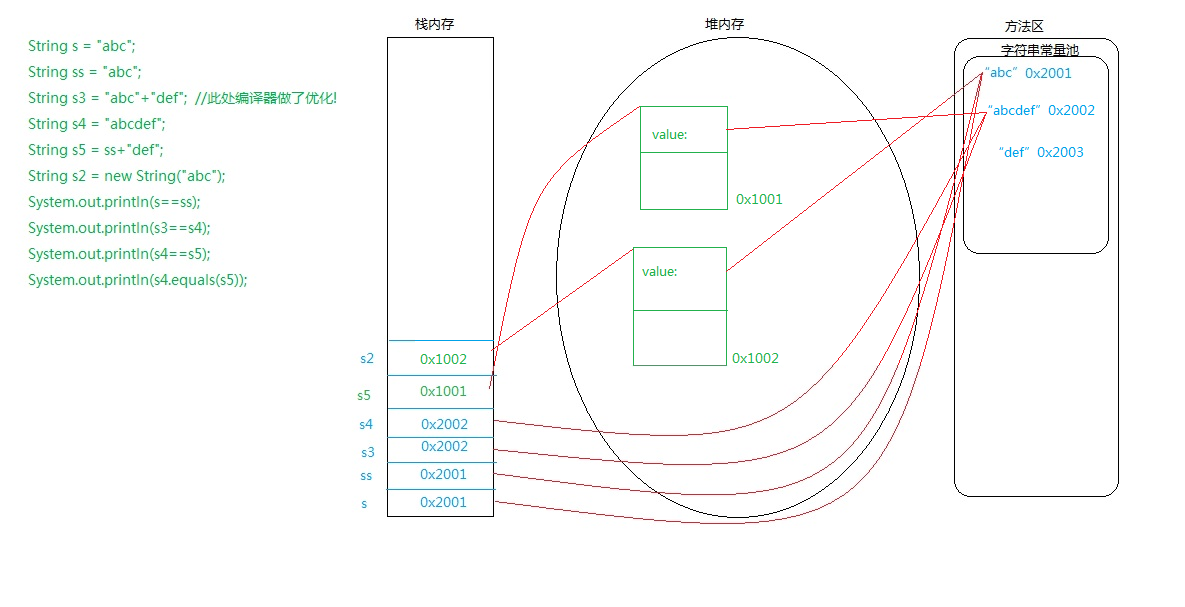 栈内存
堆内存
方法区
String s = "abc";
String ss = "abc";
String s3 = "abc"+"def"; //此处编译器做了优化!
String s4 = "abcdef";
String s5 = ss+"def";
String s2 = new String("abc");
System.out.println(s==ss);
System.out.println(s3==s4);
System.out.println(s4==s5);
System.out.println(s4.equals(s5));
s2 0x1002
s5 0x1001
s4 0x2002
s3 0x2002
ss 0x2001
s 0x2001
value:
0x1001
value:
0x1002
字符串常量池
“abc” 0x2001
“abcdef” 0x2002
“def” 0x2003